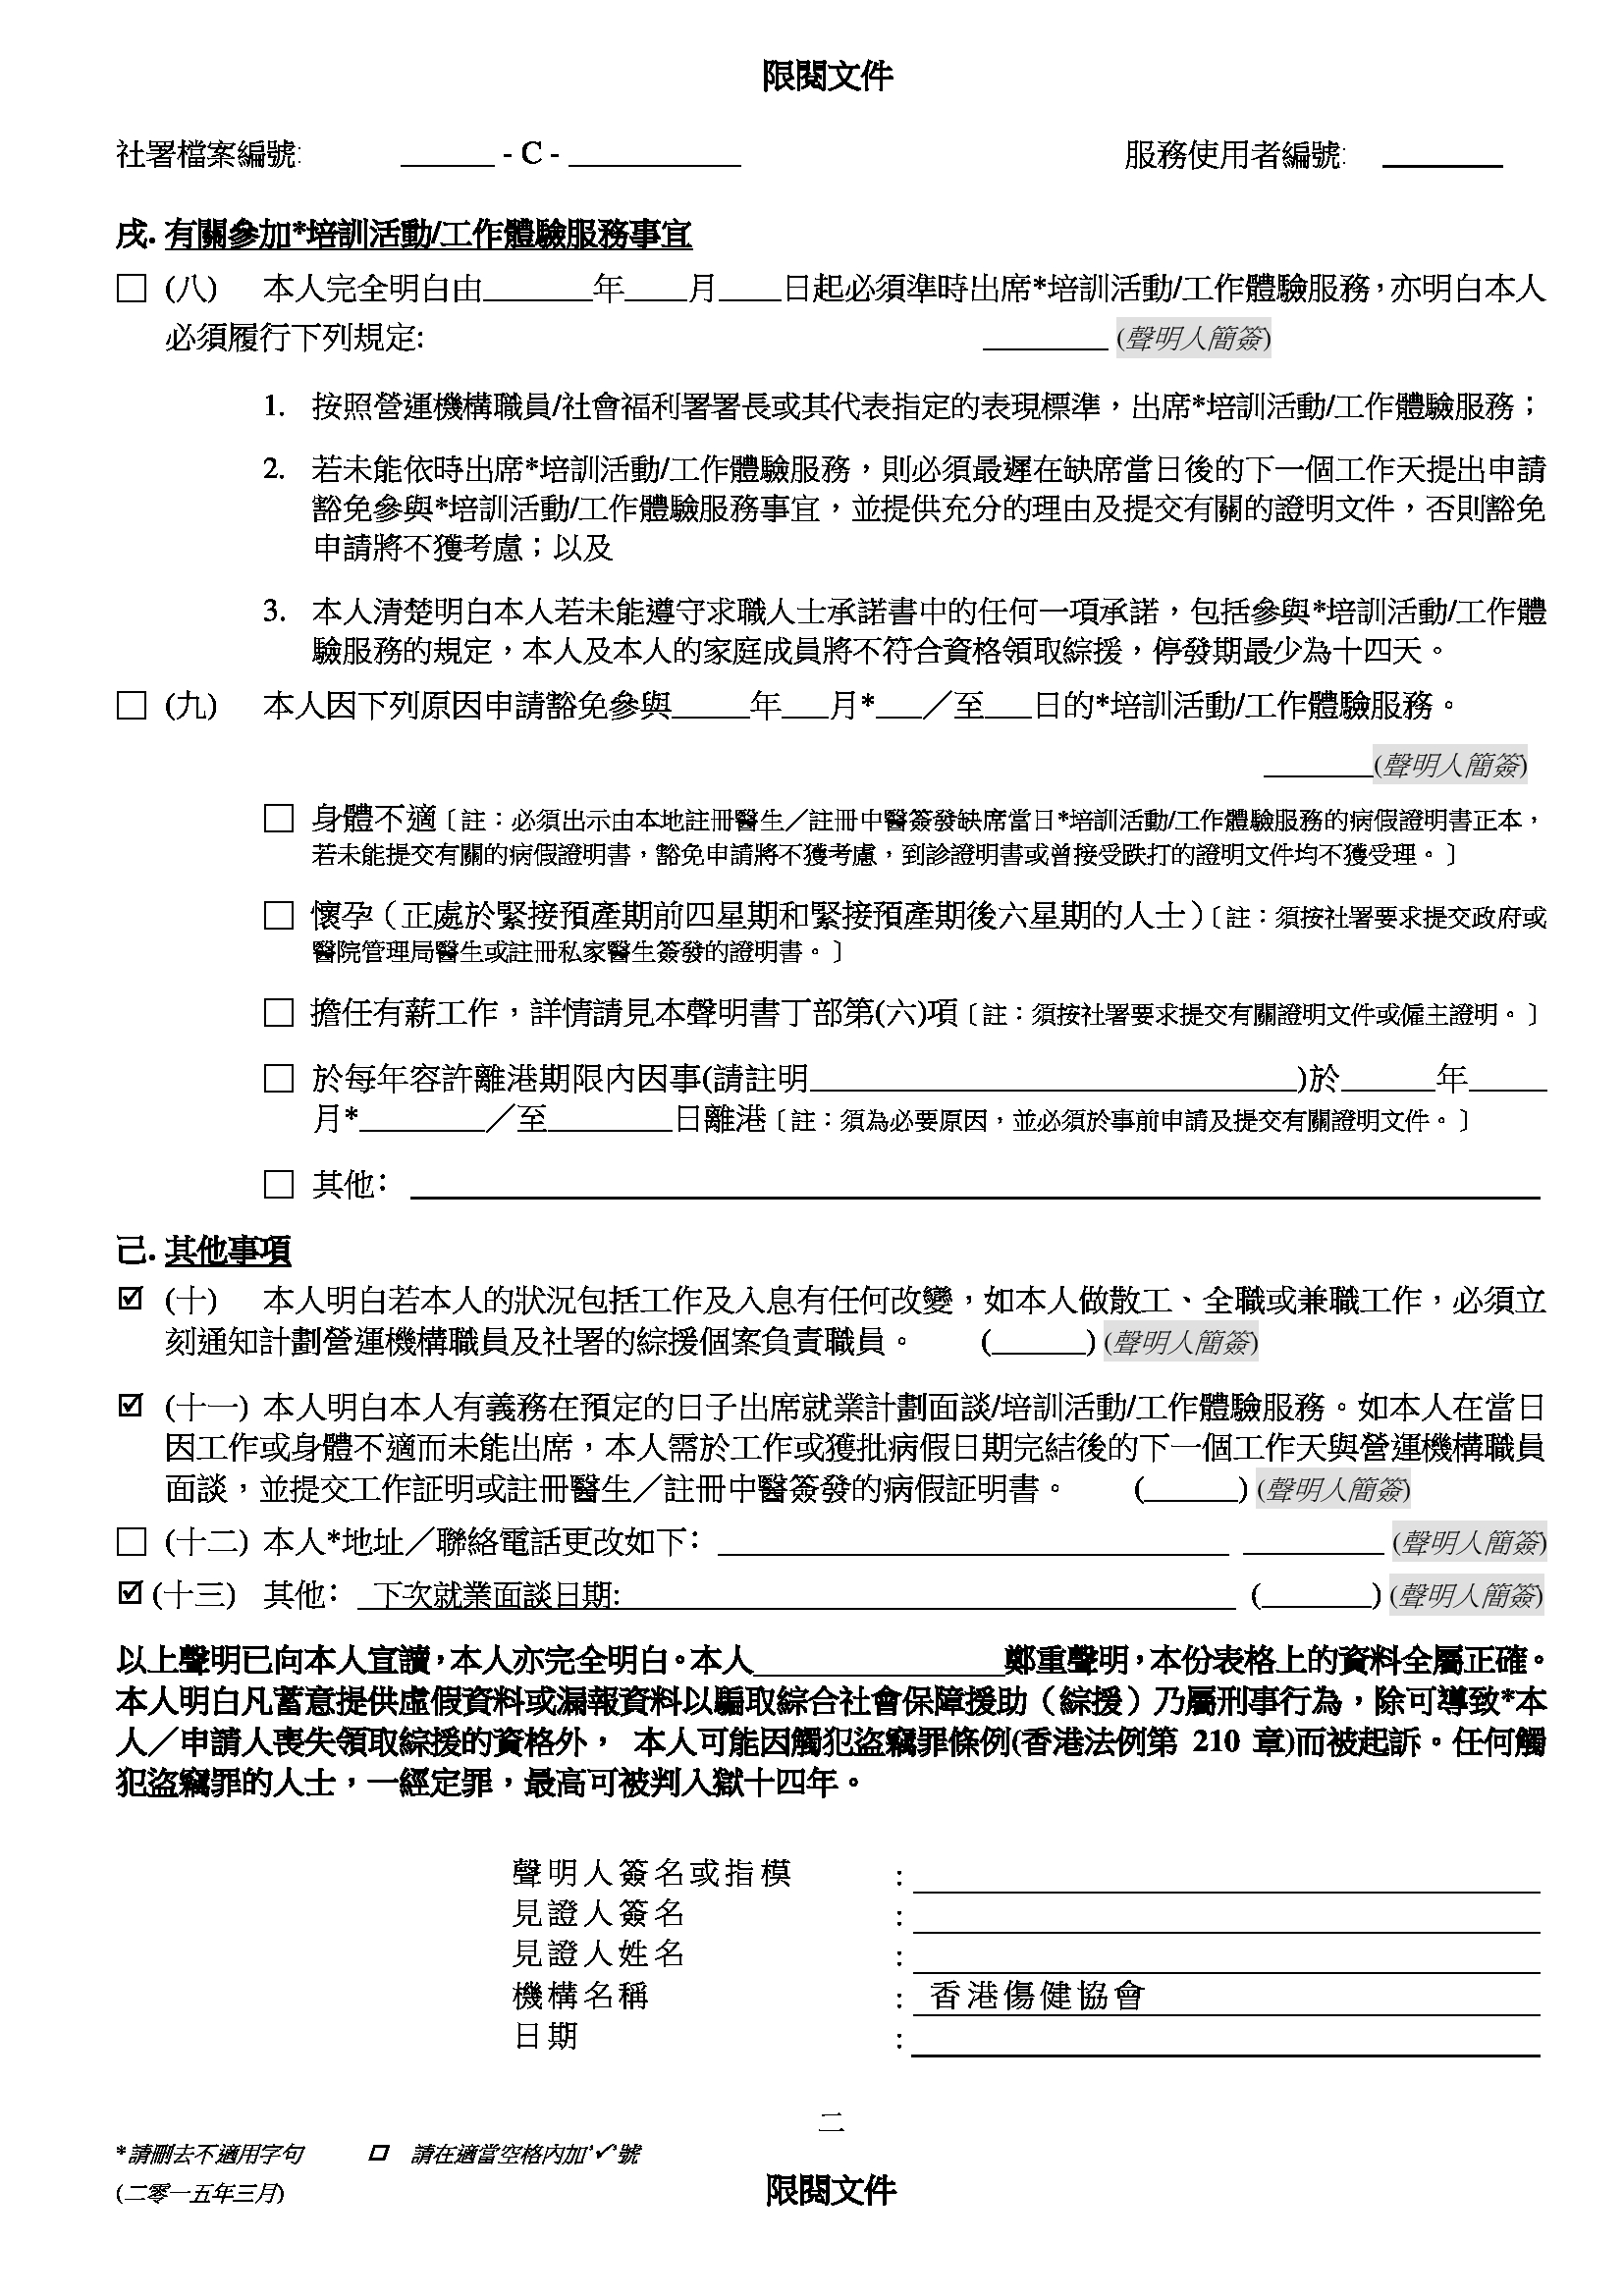 限閱文件
社署檔案編號: ______ - C - ___________ 服務使用者編號: ________
戌. 有關參加*培訓活動/工作體驗服務事宜
□ (八) 本人完全明白由_______年____月____日起必須準時出席*培訓活動/工作體驗服務，亦明白本人
必須履行下列規定: ________ (聲明人簡簽)
1. 按照營運機構職員/社會福利署署長或其代表指定的表現標準，出席*培訓活動/工作體驗服務；
2. 若未能依時出席*培訓活動/工作體驗服務，則必須最遲在缺席當日後的下一個工作天提出申請
豁免參與*培訓活動/工作體驗服務事宜，並提供充分的理由及提交有關的證明文件，否則豁免
申請將不獲考慮；以及
3. 本人清楚明白本人若未能遵守求職人士承諾書中的任何一項承諾，包括參與*培訓活動/工作體
驗服務的規定，本人及本人的家庭成員將不符合資格領取綜援，停發期最少為十四天。
□ (九) 本人因下列原因申請豁免參與_____年___月*___／至___日的*培訓活動/工作體驗服務。
_______(聲明人簡簽)
□ 身體不適〔註：必須出示由本地註冊醫生／註冊中醫簽發缺席當日*培訓活動/工作體驗服務的病假證明書正本，
若未能提交有關的病假證明書，豁免申請將不獲考慮，到診證明書或曾接受跌打的證明文件均不獲受理。〕
□ 懷孕（正處於緊接預產期前四星期和緊接預產期後六星期的人士）〔註：須按社署要求提交政府或
醫院管理局醫生或註冊私家醫生簽發的證明書。〕
□ 擔任有薪工作，詳情請見本聲明書丁部第(六)項〔註：須按社署要求提交有關證明文件或僱主證明。〕
□ 於每年容許離港期限內因事(請註明_______________________________)於______年_____
月*________／至________日離港〔註：須為必要原因，並必須於事前申請及提交有關證明文件。〕
□ 其他： ________________________________________
己. 其他事項
☑ (十) 本人明白若本人的狀況包括工作及入息有任何改變，如本人做散工、全職或兼職工作，必須立
刻通知計劃營運機構職員及社署的綜援個案負責職員。 (______) (聲明人簡簽)
☑ (十一) 本人明白本人有義務在預定的日子出席就業計劃面談/培訓活動/工作體驗服務。如本人在當日
因工作或身體不適而未能出席，本人需於工作或獲批病假日期完結後的下一個工作天與營運機構職員
面談，並提交工作証明或註冊醫生／註冊中醫簽發的病假証明書。 (______) (聲明人簡簽)
□ (十二) 本人*地址／聯絡電話更改如下： ________________________________ _________ (聲明人簡簽)
☑ (十三) 其他： 下次就業面談日期: (_______) (聲明人簡簽)
以上聲明已向本人宣讀，本人亦完全明白。本人________________鄭重聲明，本份表格上的資料全屬正確。
本人明白凡蓄意提供虛假資料或漏報資料以騙取綜合社會保障援助（綜援）乃屬刑事行為，除可導致*本
人／申請人喪失領取綜援的資格外， 本人可能因觸犯盜竊罪條例(香港法例第 210 章)而被起訴。任何觸
犯盜竊罪的人士，一經定罪，最高可被判入獄十四年。
聲明人簽名或指模 : ________________
見證人簽名 : ________________
見證人姓名 : ________________
機構名稱 : 香港傷健協會
日期 : ________________
二
*請刪去不適用字句 □ 請在適當空格內加'✓'號
(二零一五年三月) 限閱文件